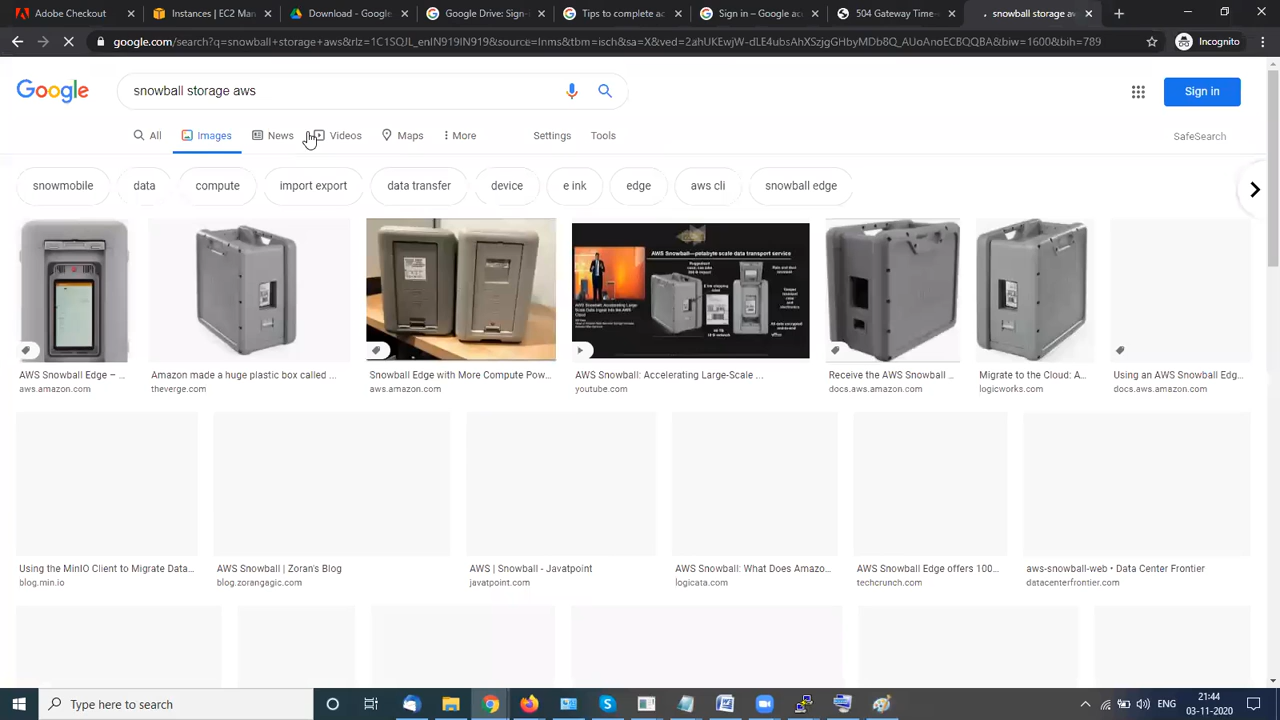 Adobe Checkout
Instances | EC2 Man
Download - Google
Google Drive: Sign-
Tips to complete ac
Sign in – Google acc
504 Gateway Time-
snowball storage aw
google.com/search?q=snowball+storage+aws&rlz=1C1SQJL_enIN919IN919&source=lnms&tbm=isch&sa=X&ved=2ahUKEwjW-dLE4ubsAhXSzjgGHbyMDb8Q_AUoAnoECBQQBA&biw=1600&bih=789
Incognito
Google
snowball storage aws
Sign in
All
Images
News
Videos
Maps
More
Settings
Tools
SafeSearch
snowmobile
data
compute
import export
data transfer
device
e ink
edge
aws cli
snowball edge
AWS Snowball—petabyte scale data transport service
AWS Snowball Edge – ...
aws.amazon.com
Amazon made a huge plastic box called ...
theverge.com
Snowball Edge with More Compute Pow...
aws.amazon.com
AWS Snowball: Accelerating Large-Scale ...
youtube.com
Receive the AWS Snowball ...
docs.aws.amazon.com
Migrate to the Cloud: A...
logicworks.com
Using an AWS Snowball Edg...
docs.aws.amazon.com
Using the MinIO Client to Migrate Data...
blog.min.io
AWS Snowball | Zoran's Blog
blog.zorangagic.com
AWS | Snowball - Javatpoint
javatpoint.com
AWS Snowball: What Does Amazo...
logicata.com
AWS Snowball Edge offers 100...
techcrunch.com
aws-snowball-web • Data Center Frontier
datacenterfrontier.com
Type here to search
ENG
21:44
03-11-2020